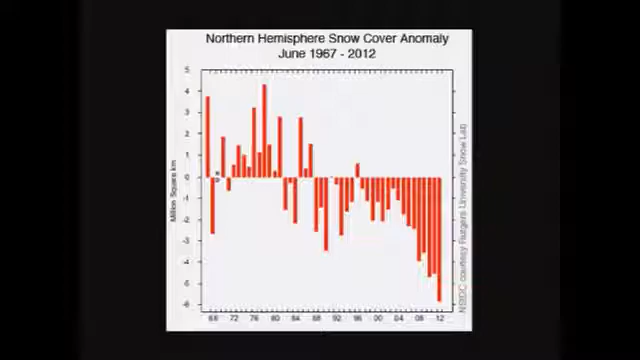 Northern Hemisphere Snow Cover Anomaly
June 1967 - 2012
Million Square km
5
4
3
2
1
0
-1
-2
-3
-4
-5
-6
68 72 76 80 84 88 92 96 00 04 08 12
NSIDC courtesy Rutgers University Snow Lab